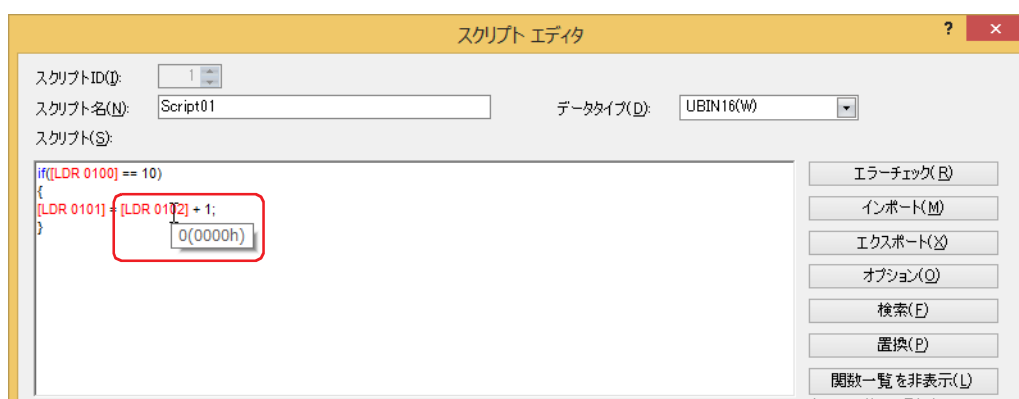 スクリプト エディタ ? ×
スクリプトID(I): 1
スクリプト名(N): Script01 データタイプ(D): UBIN16(W)
スクリプト(S):
if([LDR 0100] == 10)
{
[LDR 0101] = [LDR 0102] + 1;
}
0(0000h)
エラーチェック(R)
インポート(M)
エクスポート(X)
オプション(O)
検索(F)
置換(P)
関数一覧を非表示(L)